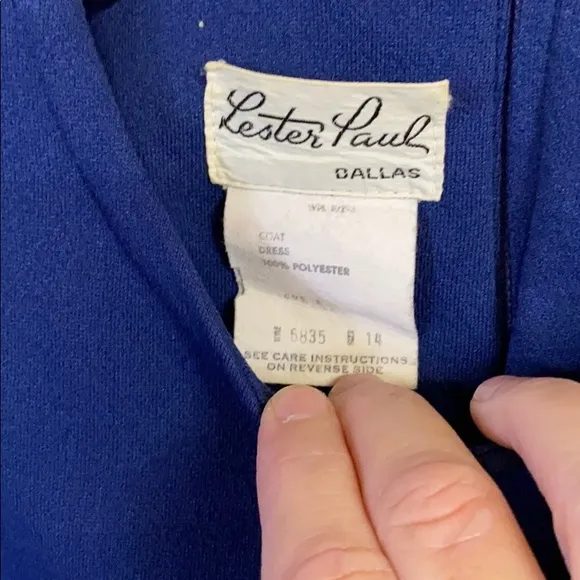 Lester Paul
DALLAS
COAT
DRESS
100% POLYESTER
6835 14
SEE CARE INSTRUCTIONS
ON REVERSE SIDE